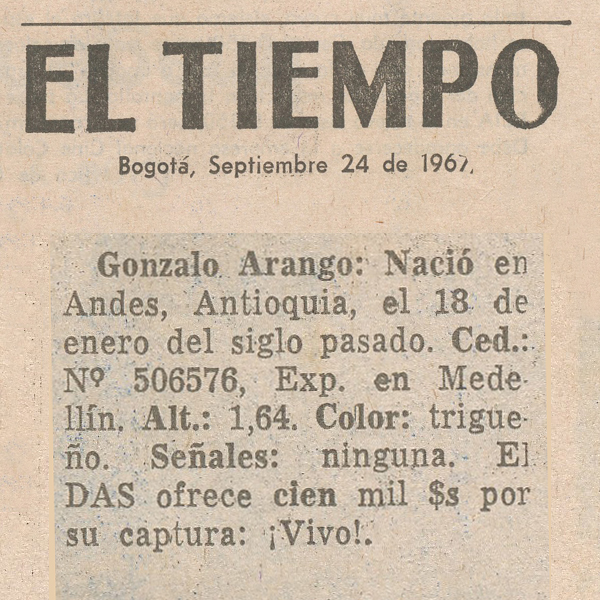 EL TIEMPO
Bogotá, Septiembre 24 de 1967,
Gonzalo Arango: Nació en
Andes, Antioquia, el 18 de
enero del siglo pasado. Ced.:
Nº 506576, Exp. en Mede-
llín. Alt.: 1,64. Color: trigue-
ño. Señales: ninguna. El
DAS ofrece cien mil $s por
su captura: ¡Vivo!.